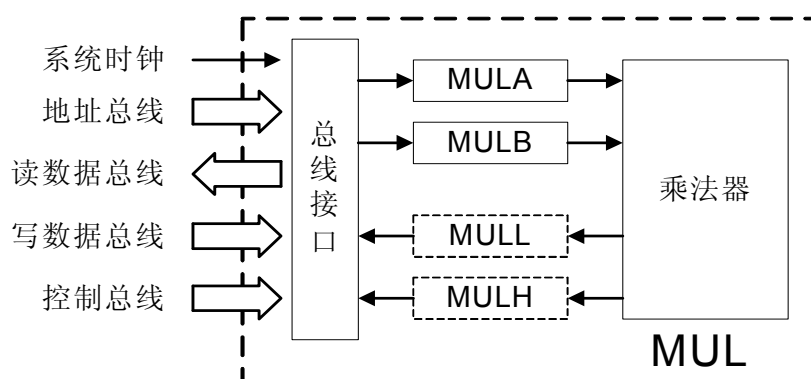 系统时钟
地址总线
读数据总线
写数据总线
控制总线
总线接口
MULA
MULB
MULL
MULH
乘法器
MUL